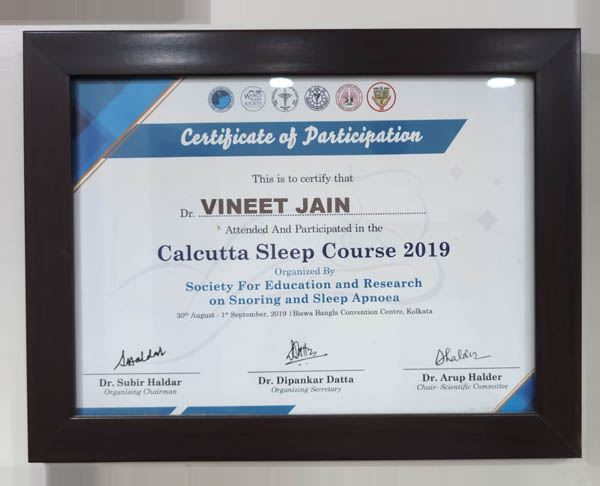 WORLD SLEEP SOCIETY
Certificate of Participation
This is to certify that
Dr. VINEET JAIN
Attended And Participated in the
Calcutta Sleep Course 2019
Organized By
Society For Education and Research
on Snoring and Sleep Apnoea
30th August - 1st September, 2019 | Biswa Bangla Convention Centre, Kolkata
Dr. Subir Haldar
Organising Chairman
Dr. Dipankar Datta
Organizing Secretary
Dr. Arup Halder
Chair- Scientific Committee